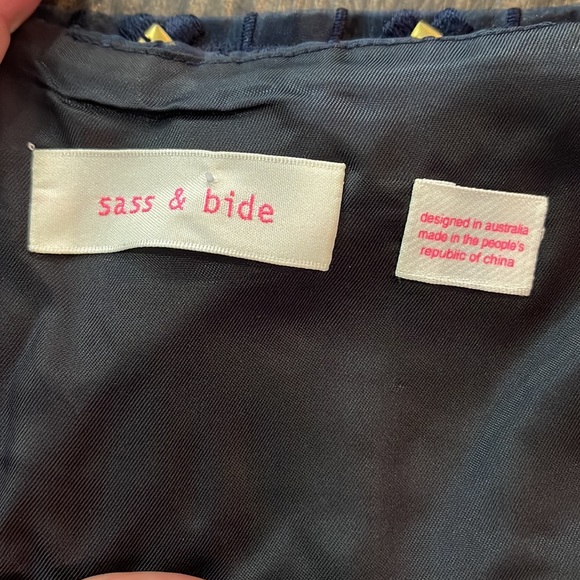 sass & bide
designed in australia
made in the people's
republic of china